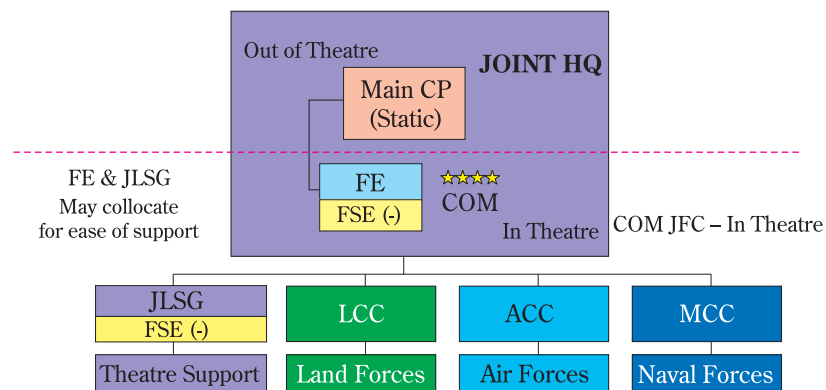 Out of Theatre
JOINT HQ
Main CP
(Static)
FE & JLSG
May collocate
for ease of support
FE
FSE (-)
COM
In Theatre
COM JFC – In Theatre
JLSG
FSE (-)
LCC
ACC
MCC
Theatre Support
Land Forces
Air Forces
Naval Forces